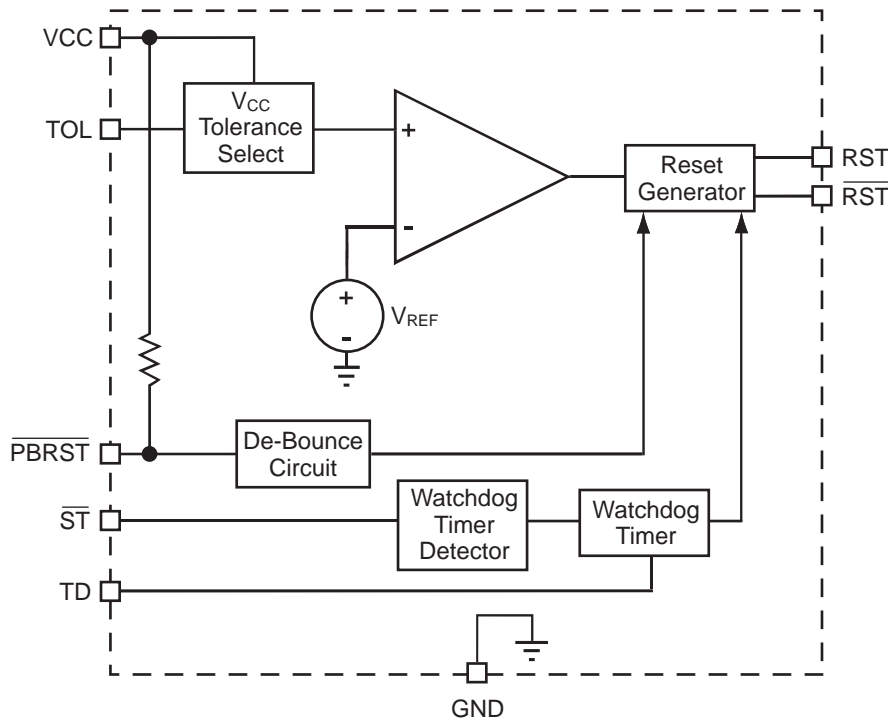 VCC
TOL
VCC
Tolerance
Select
+
-
Reset
Generator
RST
RST
+
-
VREF
PBRST
De-Bounce
Circuit
ST
Watchdog
Timer
Detector
Watchdog
Timer
TD
GND